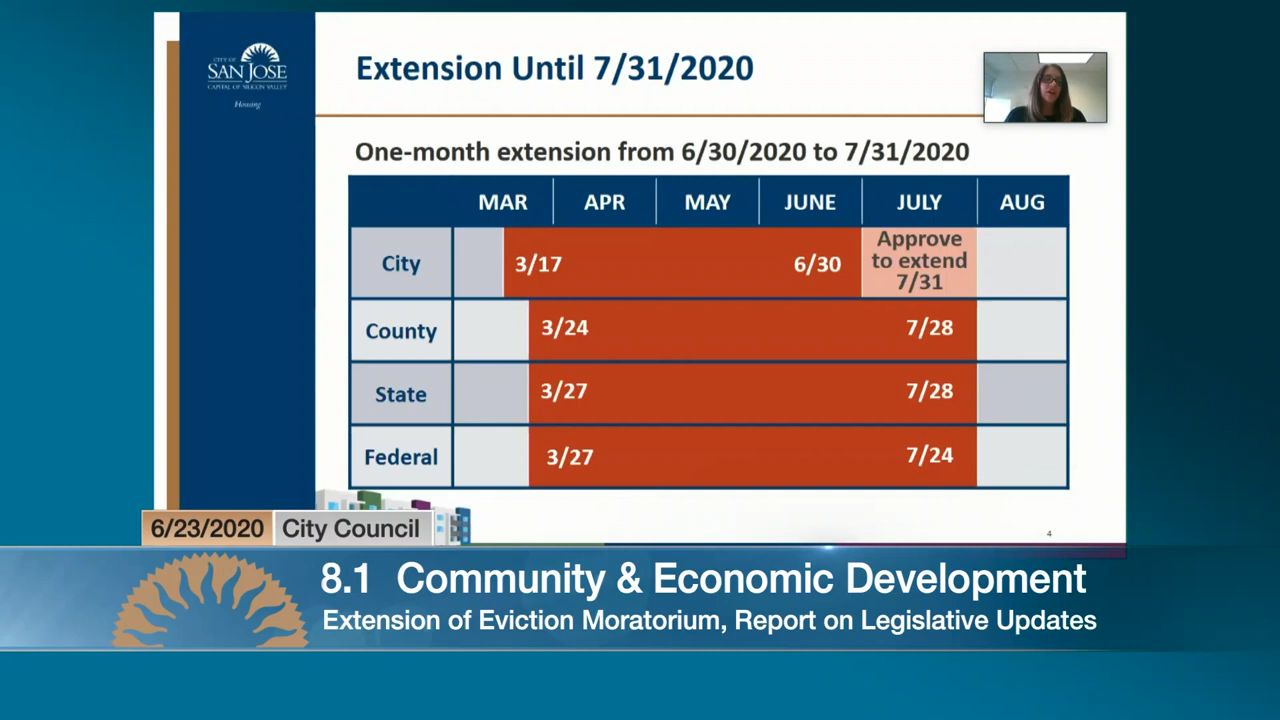 CITY OF
SAN JOSE
CAPITAL OF SILICON VALLEY
Housing
Extension Until 7/31/2020
One-month extension from 6/30/2020 to 7/31/2020
MAR APR MAY JUNE JULY AUG
City 3/17 6/30 Approve to extend 7/31
County 3/24 7/28
State 3/27 7/28
Federal 3/27 7/24
4
6/23/2020 City Council
8.1 Community & Economic Development
Extension of Eviction Moratorium, Report on Legislative Updates